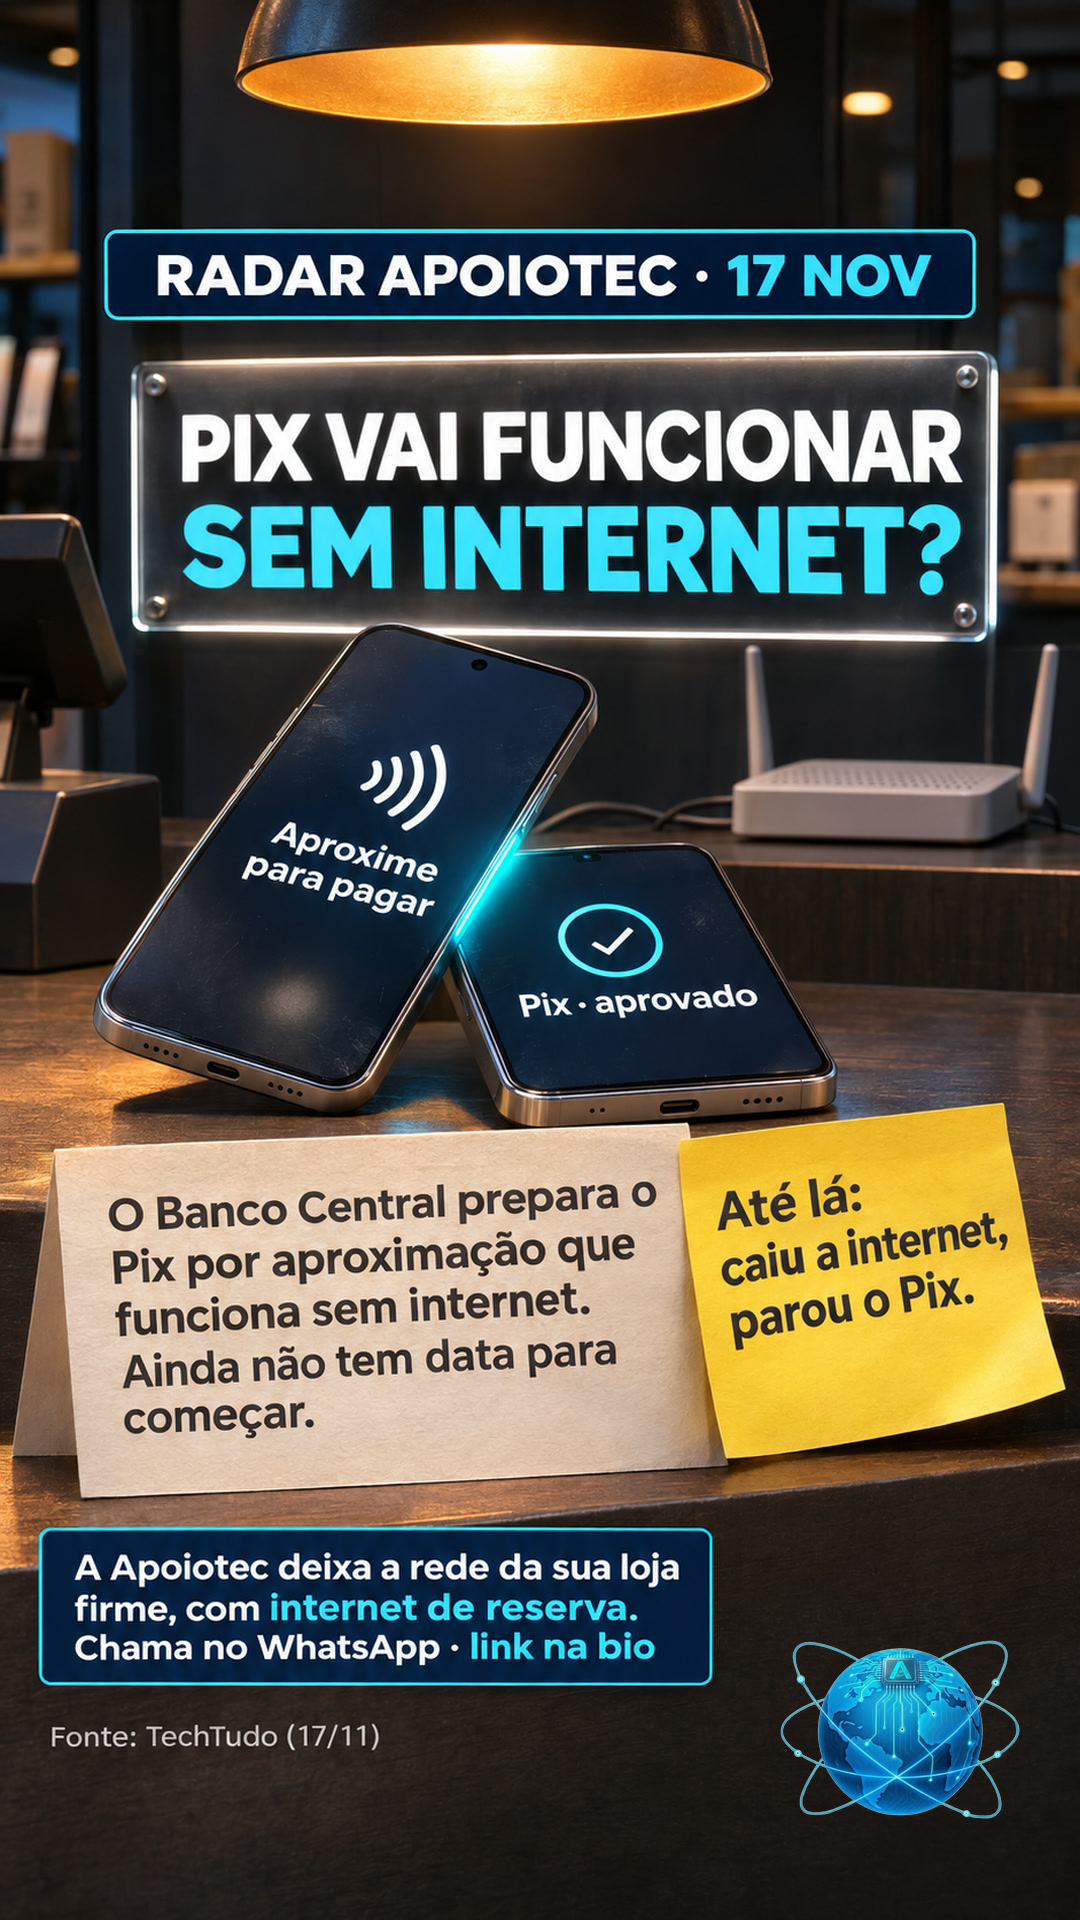 RADAR APOIOTEC · 17 NOV
PIX VAI FUNCIONAR
SEM INTERNET?
Aproxime
para pagar
Pix · aprovado
O Banco Central prepara o
Pix por aproximação que
funciona sem internet.
Ainda não tem data para
começar.
Até lá:
caiu a internet,
parou o Pix.
A Apoiotec deixa a rede da sua loja
firme, com internet de reserva.
Chama no WhatsApp · link na bio
Fonte: TechTudo (17/11)
A